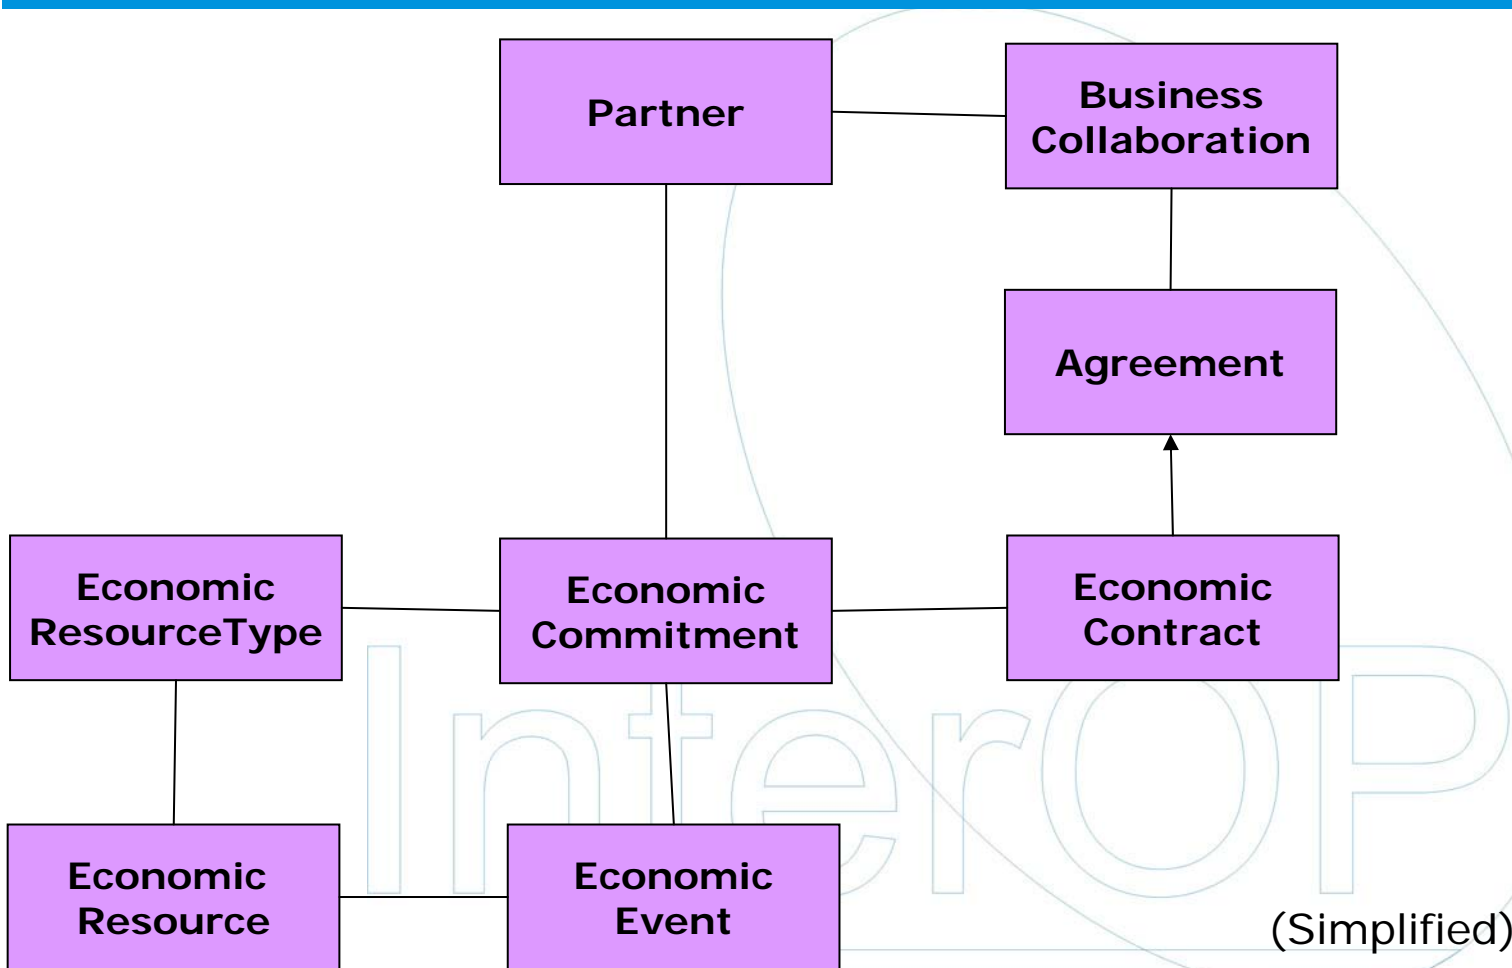 Partner
Business
Collaboration
Agreement
Economic
ResourceType
Economic
Commitment
Economic
Contract
Economic
Resource
Economic
Event
InterOP
(Simplified)